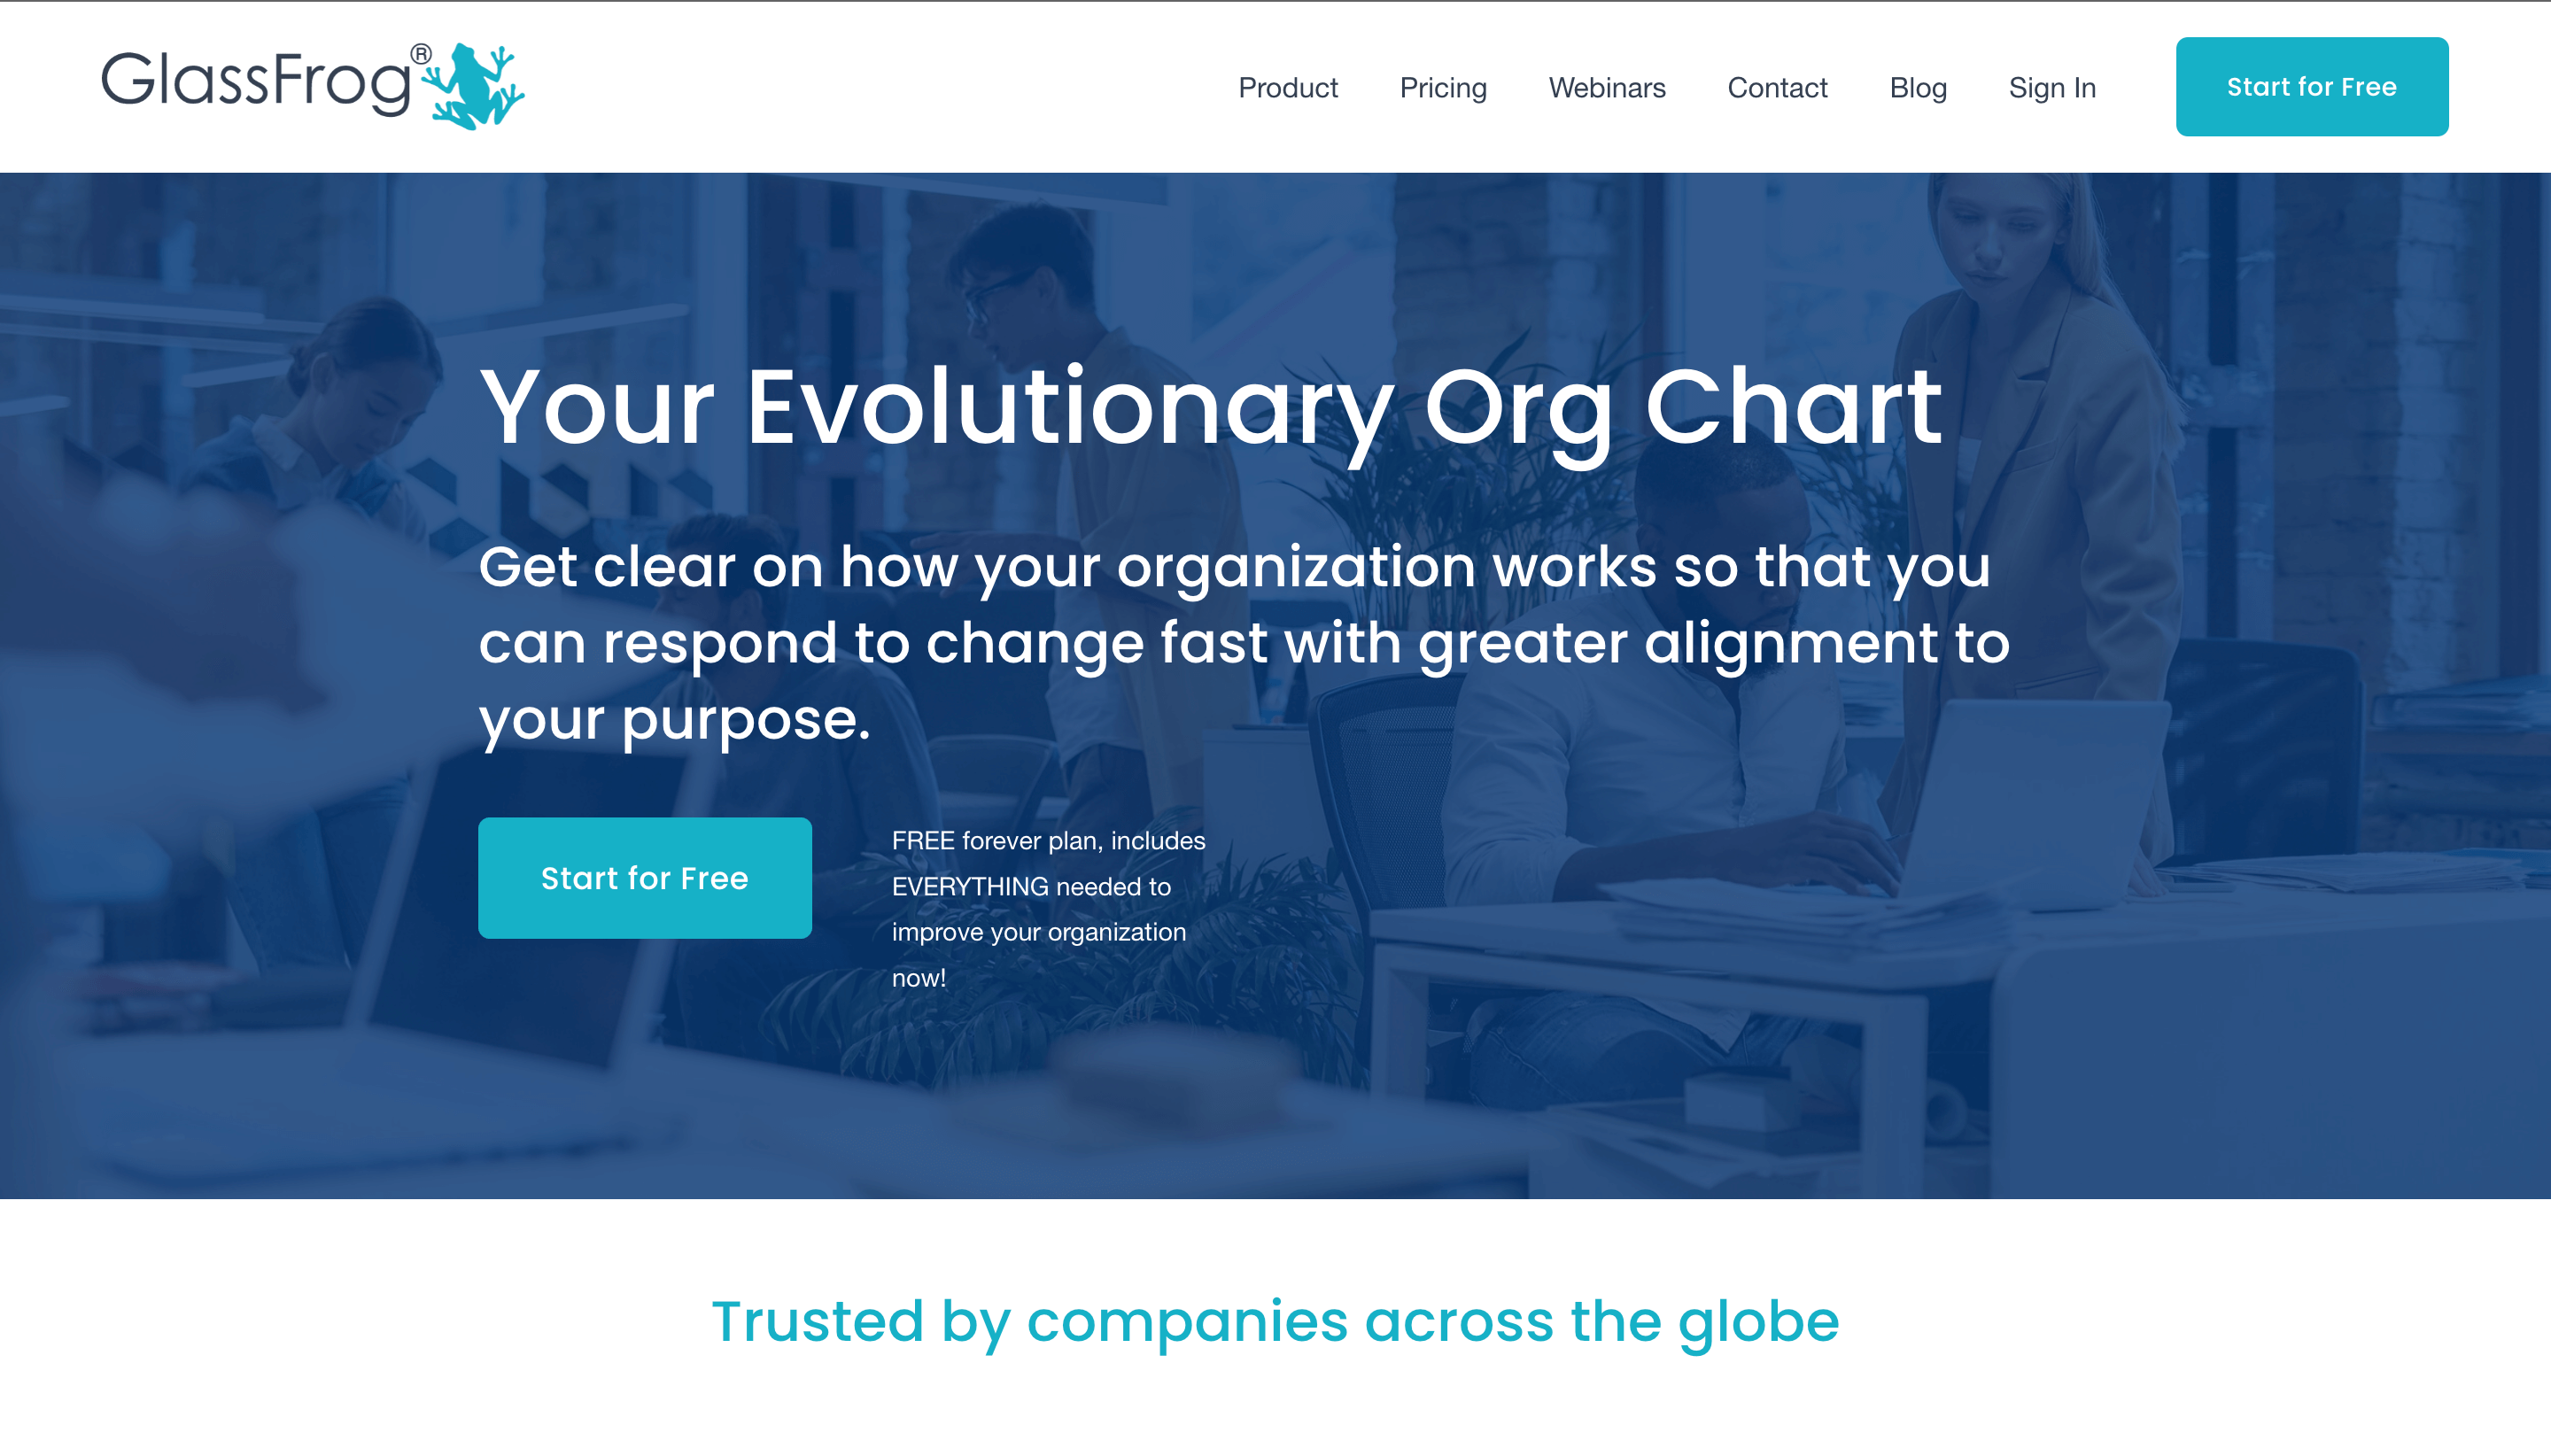 GlassFrog®
Product Pricing Webinars Contact Blog Sign In Start for Free
Your Evolutionary Org Chart
Get clear on how your organization works so that you
can respond to change fast with greater alignment to
your purpose.
Start for Free
FREE forever plan, includes
EVERYTHING needed to
improve your organization
now!
Trusted by companies across the globe